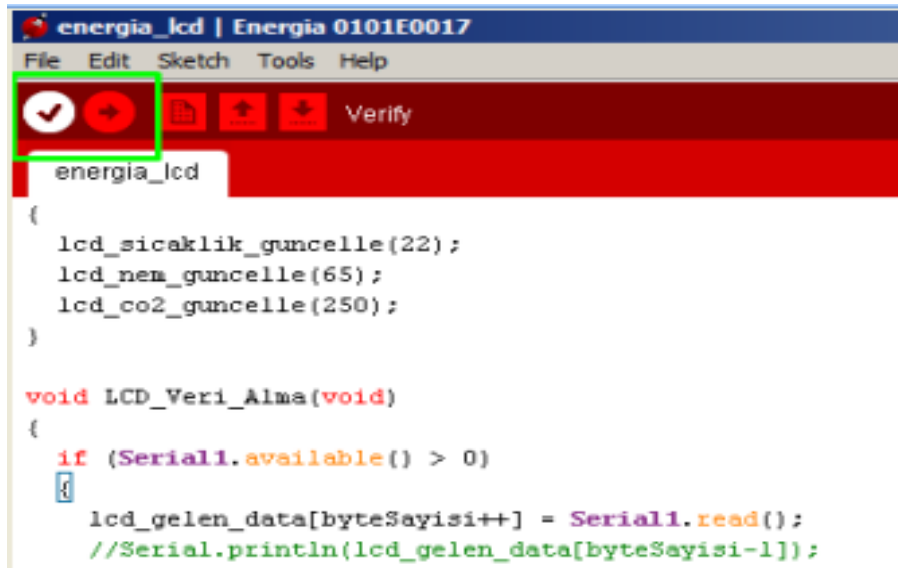 energia_lcd | Energia 0101E0017
File Edit Sketch Tools Help
Verify
energia_lcd
{
lcd_sicaklik_guncelle(22);
lcd_nem_guncelle(65);
lcd_co2_guncelle(250);
}
void LCD_Veri_Alma(void)
{
if (Serial1.available() > 0)
{
lcd_gelen_data[byteSayisi++] = Serial1.read();
//Serial.println(lcd_gelen_data[byteSayisi-1]);